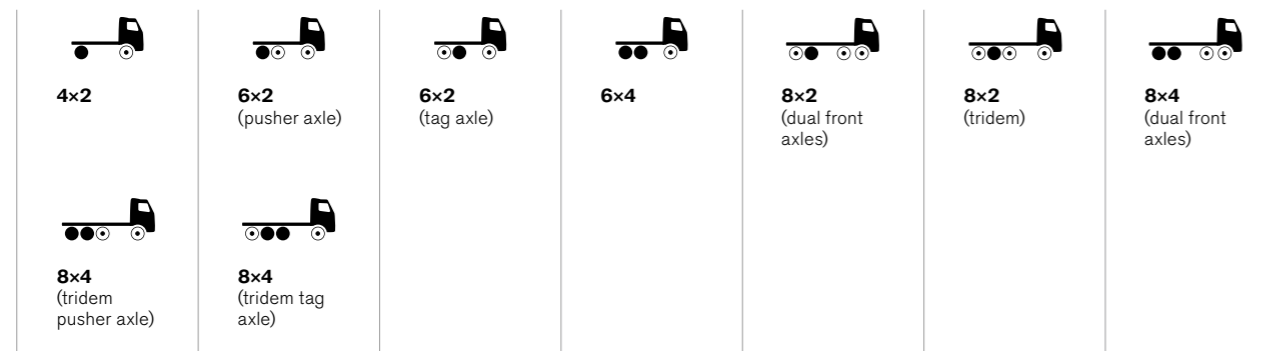 4×2
6×2
(pusher axle)
6×2
(tag axle)
6×4
8×2
(dual front
axles)
8×2
(tridem)
8×4
(dual front
axles)
8×4
(tridem
pusher axle)
8×4
(tridem tag
axle)